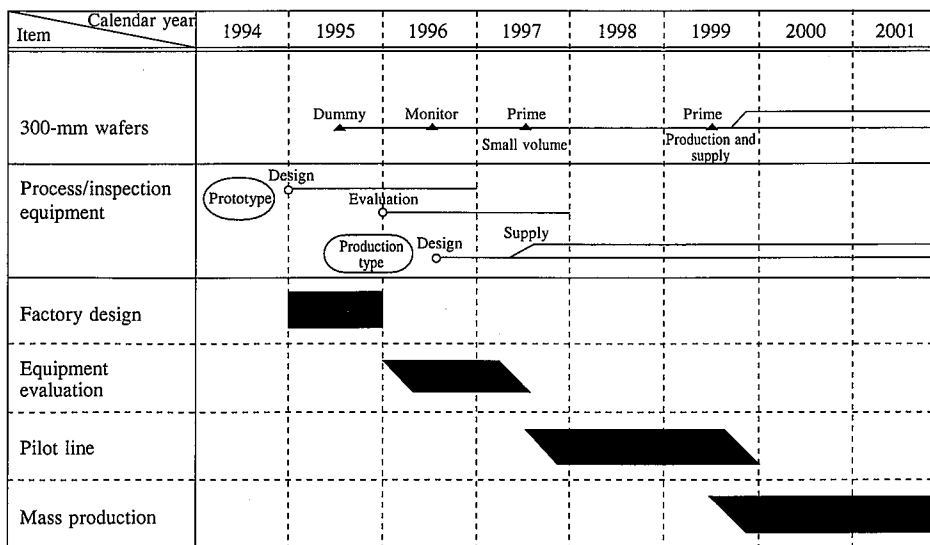 Calendar year
Item
1994 1995 1996 1997 1998 1999 2000 2001
300-mm wafers
Dummy Monitor Prime Prime
Small volume
Production and
supply
Process/inspection
equipment
Prototype
Design
Evaluation
Production
type
Design
Supply
Factory design
Equipment
evaluation
Pilot line
Mass production